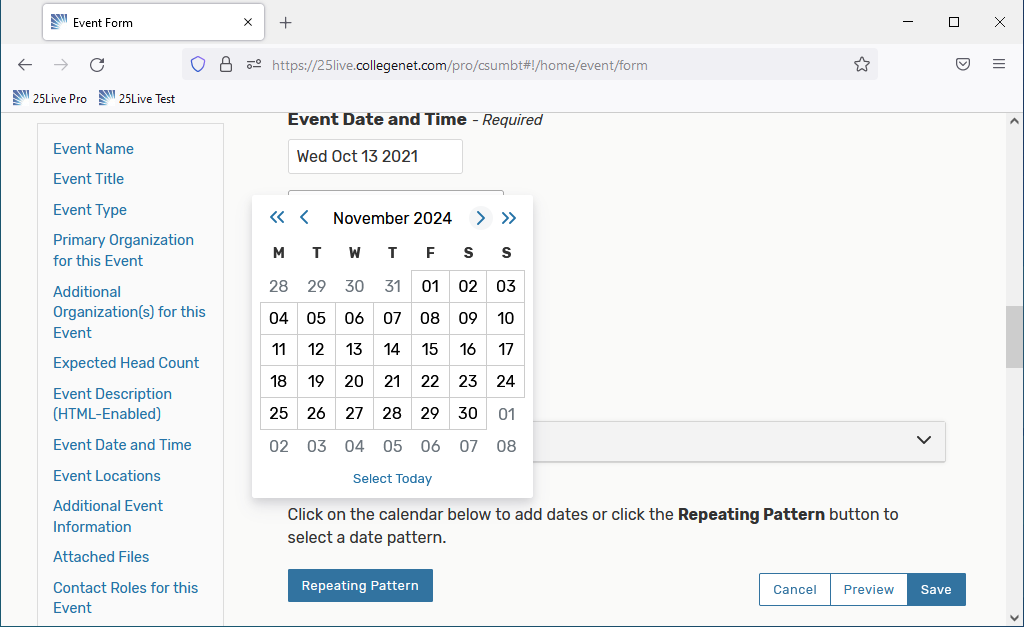 Event Form
https://25live.collegenet.com/pro/csumbt#!/home/event/form
25Live Pro 25Live Test
Event Name
Event Title
Event Type
Primary Organization
for this Event
Additional
Organization(s) for this
Event
Expected Head Count
Event Description
(HTML-Enabled)
Event Date and Time
Event Locations
Additional Event
Information
Attached Files
Contact Roles for this
Event
Event Date and Time - Required
Wed Oct 13 2021
November 2024
M T W T F S S
28 29 30 31 01 02 03
04 05 06 07 08 09 10
11 12 13 14 15 16 17
18 19 20 21 22 23 24
25 26 27 28 29 30 01
02 03 04 05 06 07 08
Select Today
Click on the calendar below to add dates or click the Repeating Pattern button to
select a date pattern.
Repeating Pattern
Cancel Preview Save